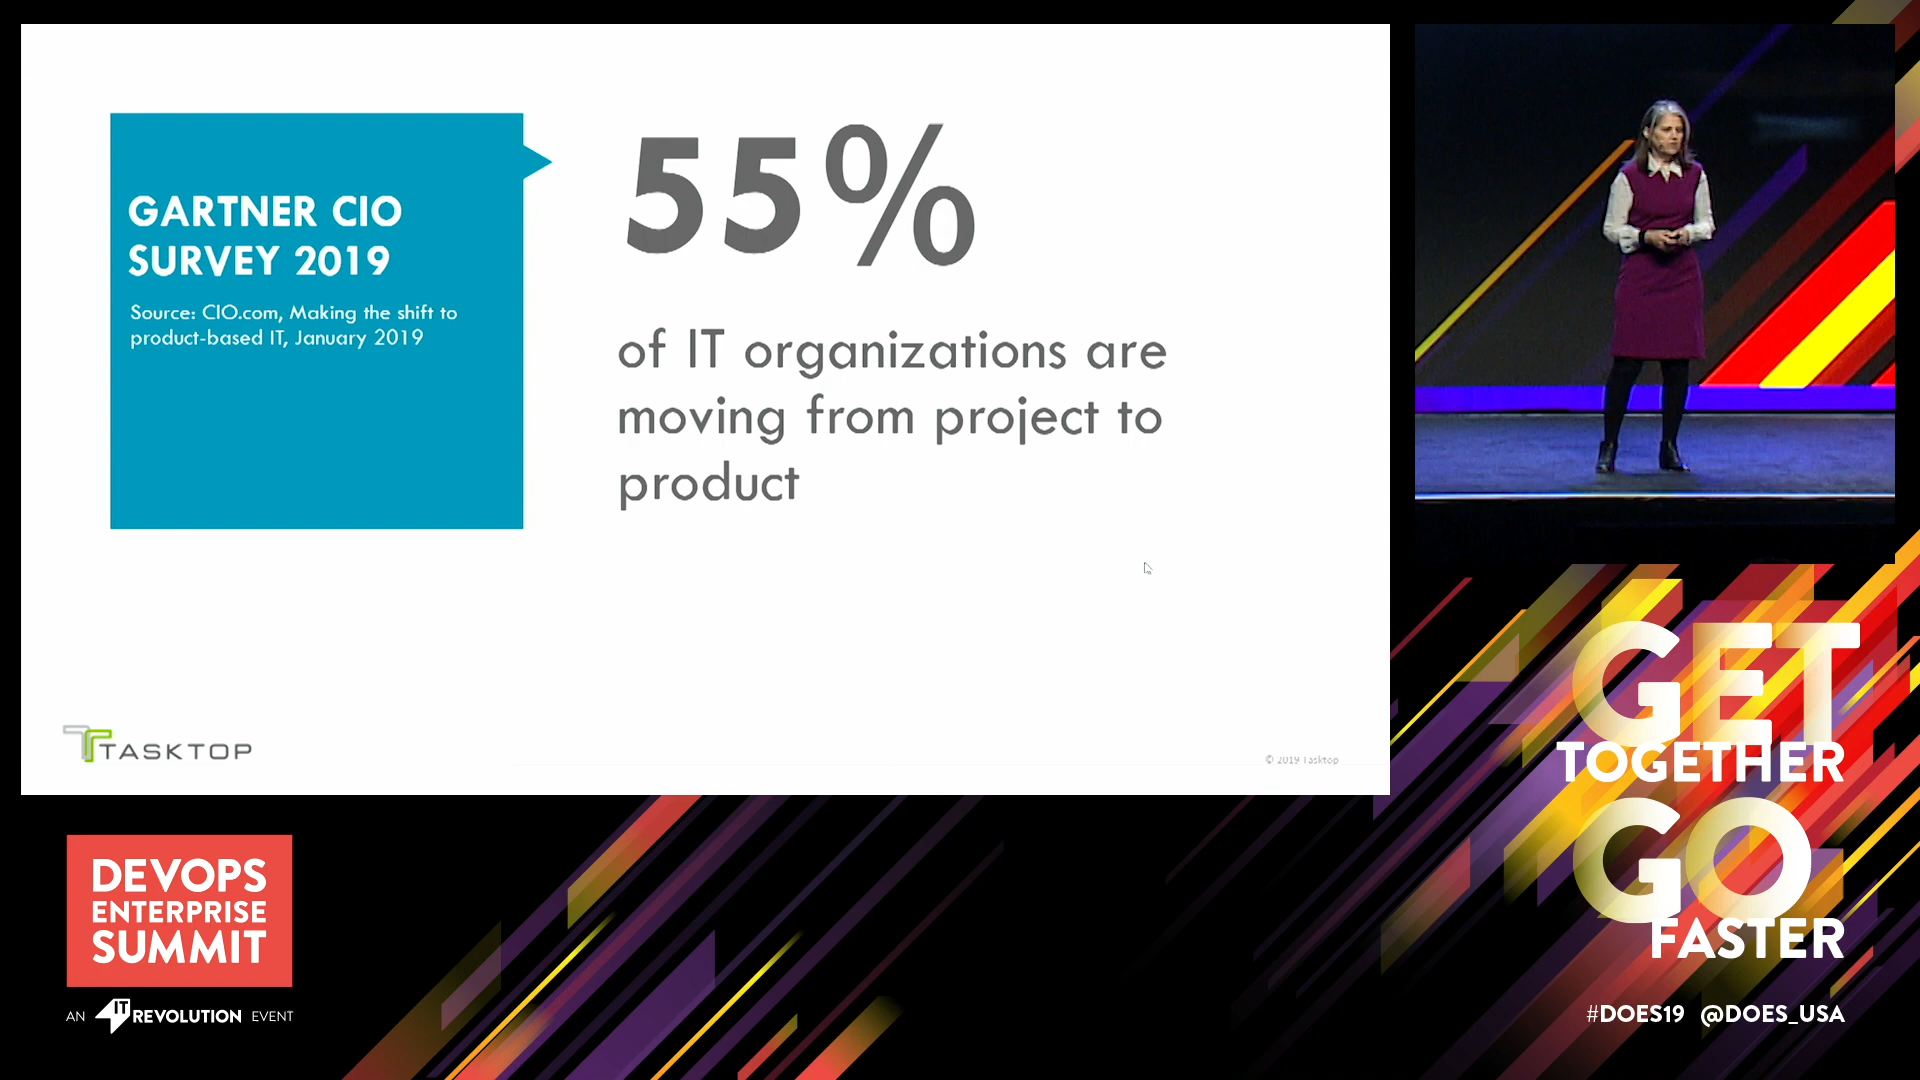 GARTNER CIO
SURVEY 2019
Source: CIO.com, Making the shift to
product-based IT, January 2019
55%
of IT organizations are
moving from project to
product
TASKTOP
© 2019 Tasktop
GET
TOGETHER
GO
FASTER
DEVOPS
ENTERPRISE
SUMMIT
AN IT REVOLUTION EVENT
#DOES19 @DOES_USA